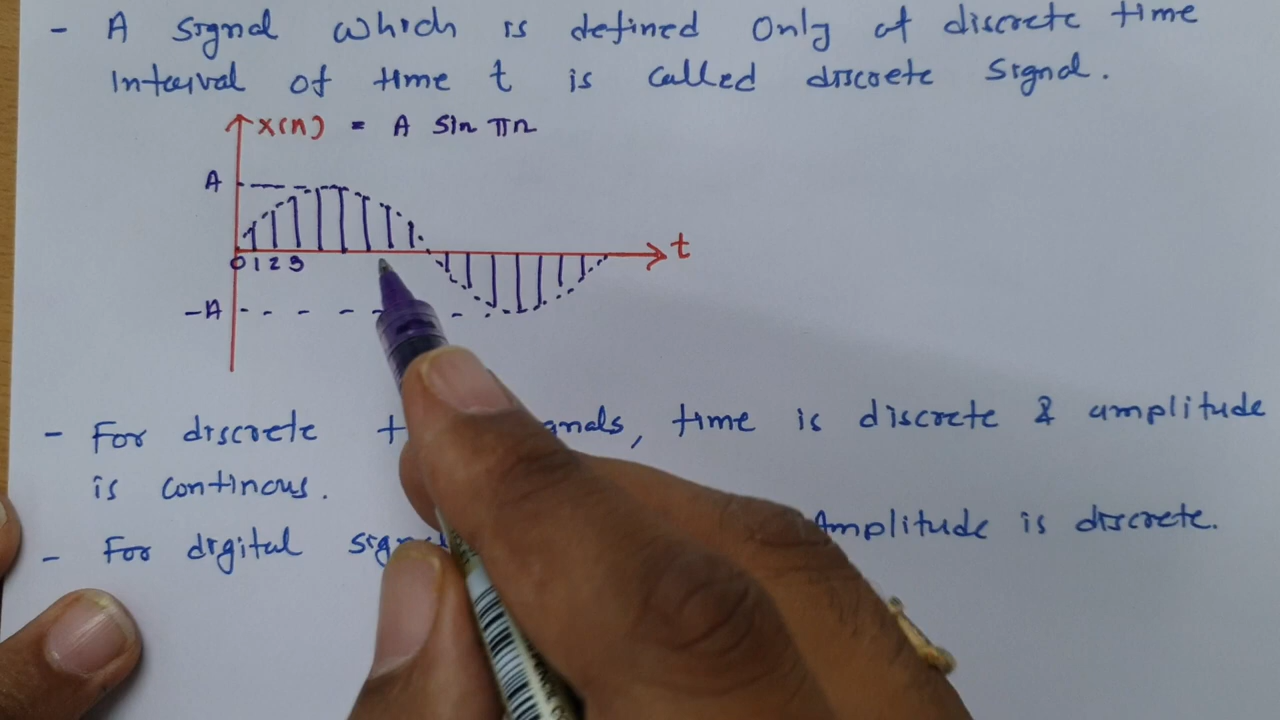 - A signal which is defined Only at discrete time
Interval of time t is called discrete signal.
x(n) = A sin πn
A
0 1 2 3
t
-A
- For discrete signals, time is discrete & amplitude
is continous.
- For digital Amplitude is discrete.